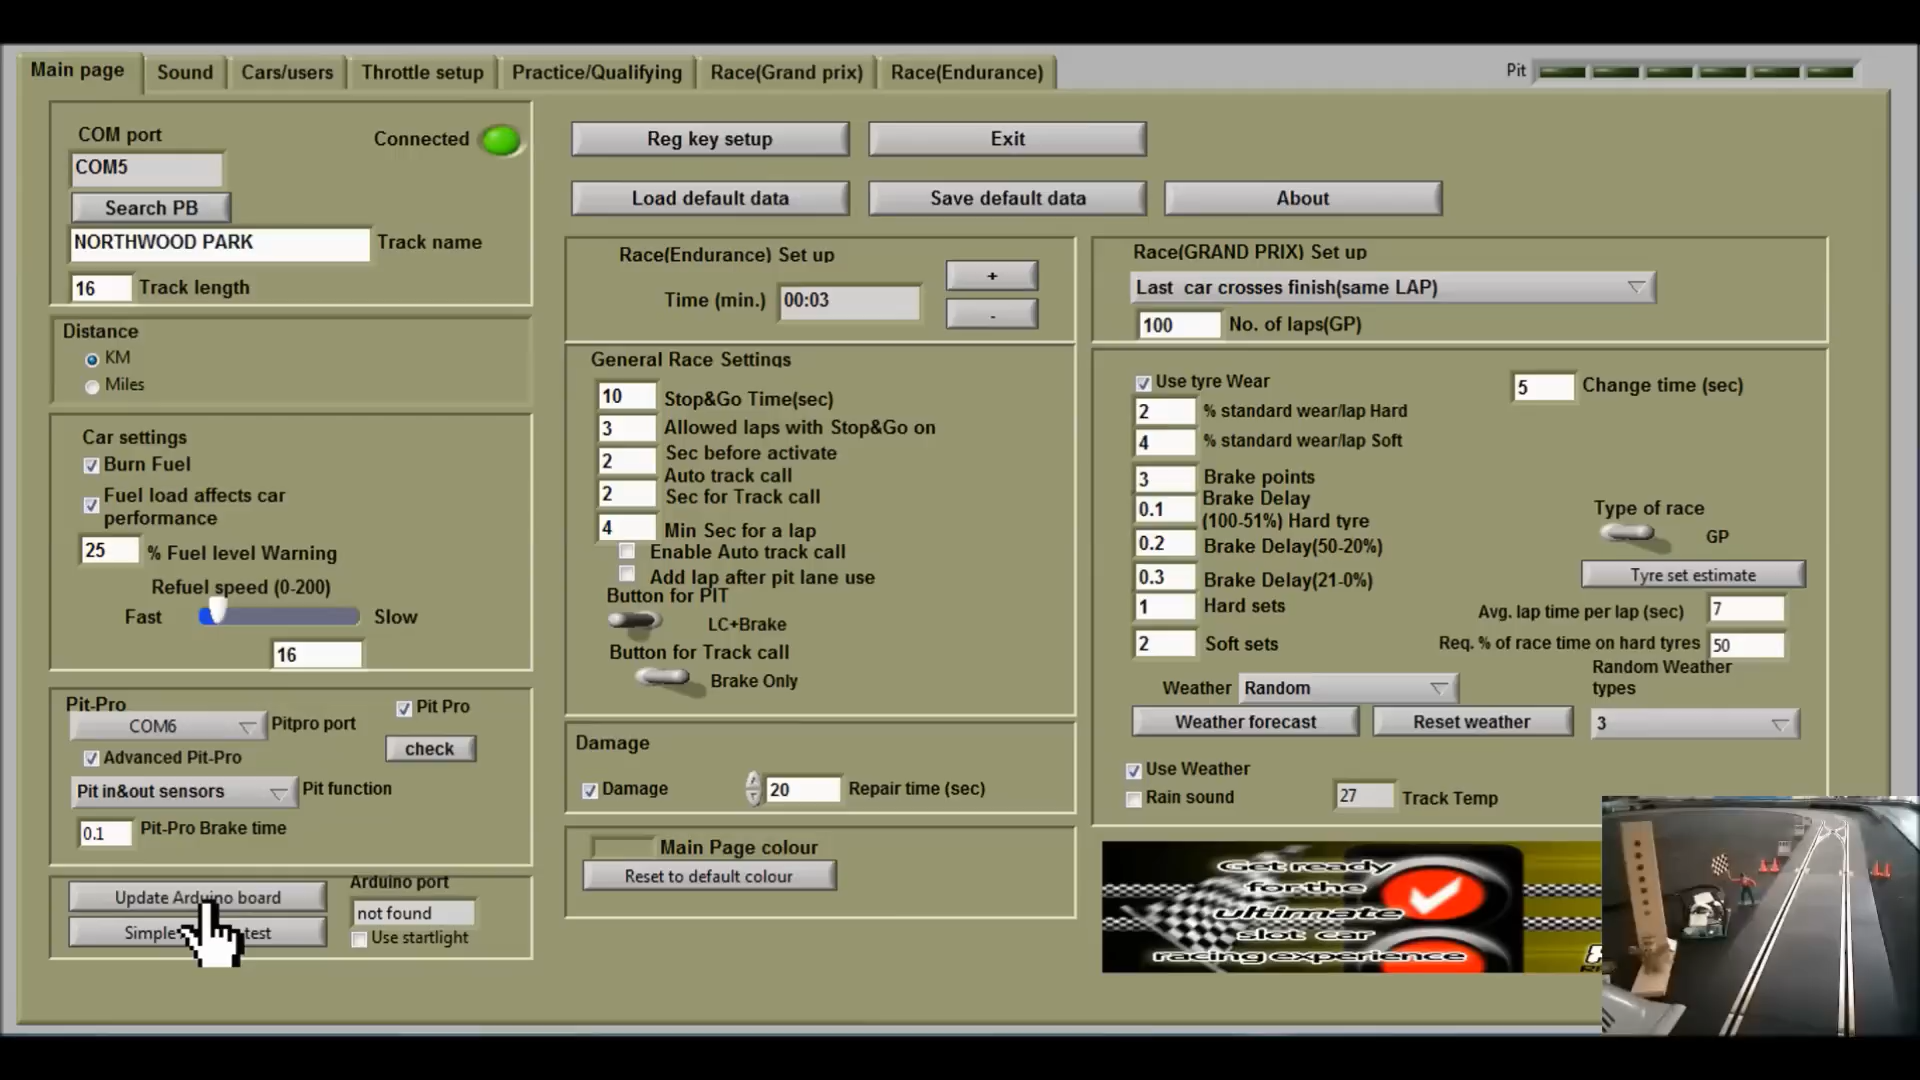 Main page
Sound
Cars/users
Throttle setup
Practice/Qualifying
Race(Grand prix)
Race(Endurance)
Pit
COM port
Connected
COM5
Search PB
NORTHWOOD PARK
Track name
16
Track length
Distance
KM
Miles
Car settings
Burn Fuel
Fuel load affects car
performance
25
% Fuel level Warning
Refuel speed (0-200)
Fast
Slow
16
Pit-Pro
Pit Pro
COM6
Pitpro port
check
Advanced Pit-Pro
Pit in&out sensors
Pit function
0.1
Pit-Pro Brake time
Update Arduino board
Arduino port
not found
Simple test
Use startlight
Reg key setup
Exit
Load default data
Save default data
About
Race(Endurance) Set up
Time (min.)
00:03
+
-
General Race Settings
10
Stop&Go Time(sec)
3
Allowed laps with Stop&Go on
2
Sec before activate
Auto track call
2
Sec for Track call
4
Min Sec for a lap
Enable Auto track call
Add lap after pit lane use
Button for PIT
LC+Brake
Button for Track call
Brake Only
Damage
Damage
20
Repair time (sec)
Main Page colour
Reset to default colour
Race(GRAND PRIX) Set up
Last car crosses finish(same LAP)
100
No. of laps(GP)
Use tyre Wear
5
Change time (sec)
2
% standard wear/lap Hard
4
% standard wear/lap Soft
3
Brake points
0.1
Brake Delay
(100-51%) Hard tyre
0.2
Brake Delay(50-20%)
0.3
Brake Delay(21-0%)
1
Hard sets
2
Soft sets
Type of race
GP
Tyre set estimate
Avg. lap time per lap (sec)
7
Req. % of race time on hard tyres
50
Weather
Random
Random Weather
types
Weather forecast
Reset weather
3
Use Weather
Rain sound
27
Track Temp
Get ready
for the
ultimate
slot car
racing experience